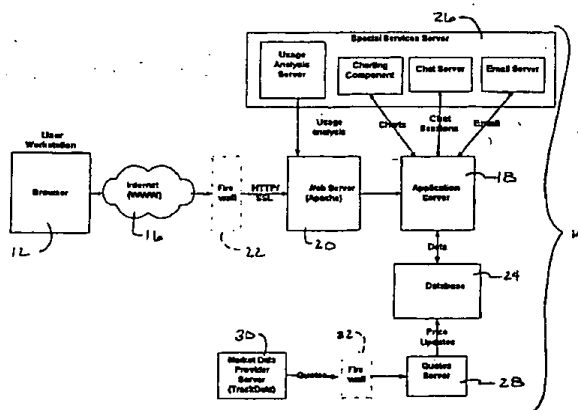 26
Special Services Server
Usage
Analysis
Server
Charting
Component
Chat Server
Email Server
Charts
Chat
Sessions
Email
Usage
analysis
User
Workstation
Browser
Internet
(WWW)
Fire
wall
HTTP/
SSL
Web Server
(Apache)
Application
Server
18
12
16
22
20
Data
Database
24
Price
Updates
30
32
Market Data
Provider
Server
(TrackData)
Quotes
Fire
wall
Quotes
Server
28